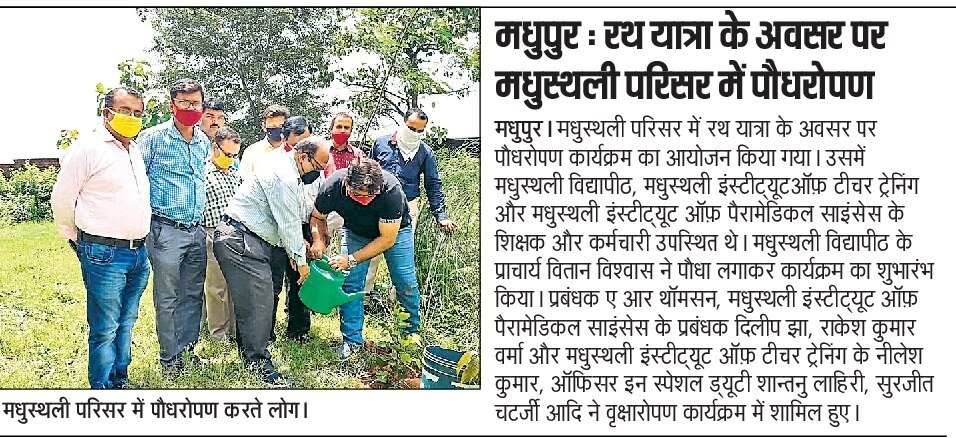 मधुपुर : रथ यात्रा के अवसर पर
मधुस्थली परिसर में पौधरोपण
मधुपुर। मधुस्थली परिसर में रथ यात्रा के अवसर पर
पौधरोपण कार्यक्रम का आयोजन किया गया। उसमें
मधुस्थली विद्यापीठ, मधुस्थली इंस्टीट्यूटऑफ़ टीचर ट्रेनिंग
और मधुस्थली इंस्टीट्यूट ऑफ़ पैरामेडिकल साइंसेस के
शिक्षक और कर्मचारी उपस्थित थे। मधुस्थली विद्यापीठ के
प्राचार्य वितान विश्वास ने पौधा लगाकर कार्यक्रम का शुभारंभ
किया। प्रबंधक ए आर थॉमसन, मधुस्थली इंस्टीट्यूट ऑफ़
पैरामेडिकल साइंसेस के प्रबंधक दिलीप झा, राकेश कुमार
वर्मा और मधुस्थली इंस्टीट्यूट ऑफ़ टीचर ट्रेनिंग के नीलेश
कुमार, ऑफिसर इन स्पेशल ड्यूटी शान्तनु लाहिरी, सुरजीत
चटर्जी आदि ने वृक्षारोपण कार्यक्रम में शामिल हुए।
मधुस्थली परिसर में पौधरोपण करते लोग।